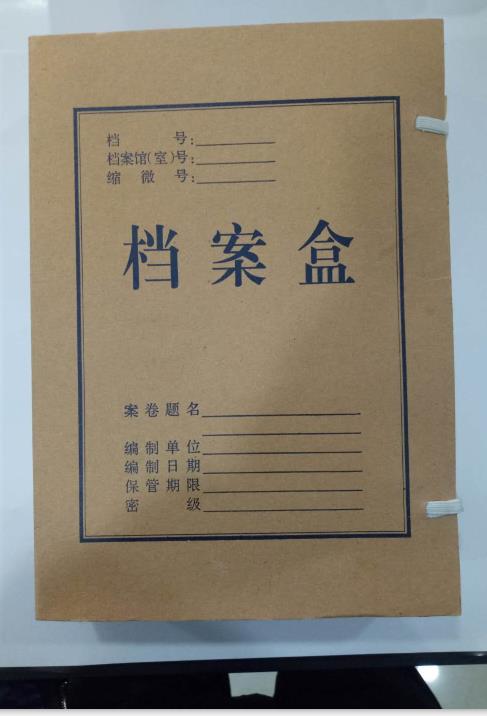 档 号:
档案馆(室)号:
缩 微 号:
档案盒
案卷题名
编制单位
编制日期
保管期限
密 级